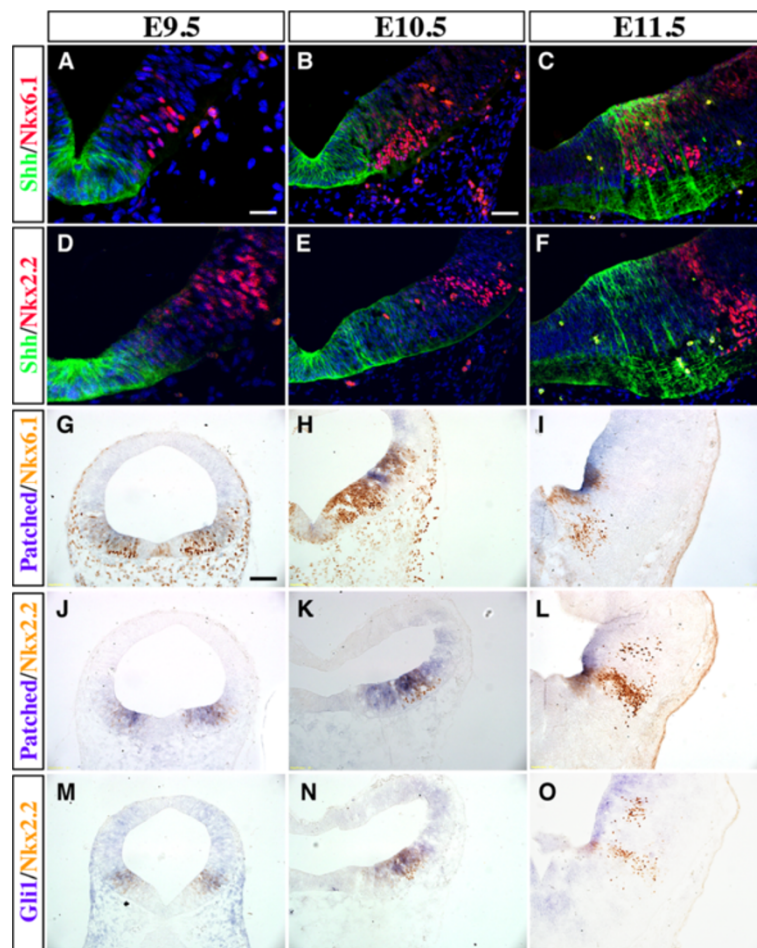 E9.5 E10.5 E11.5
Shh/Nkx6.1
A B C
Shh/Nkx2.2
D E F
Patched/Nkx6.1
G H I
Patched/Nkx2.2
J K L
Gli1/Nkx2.2
M N O